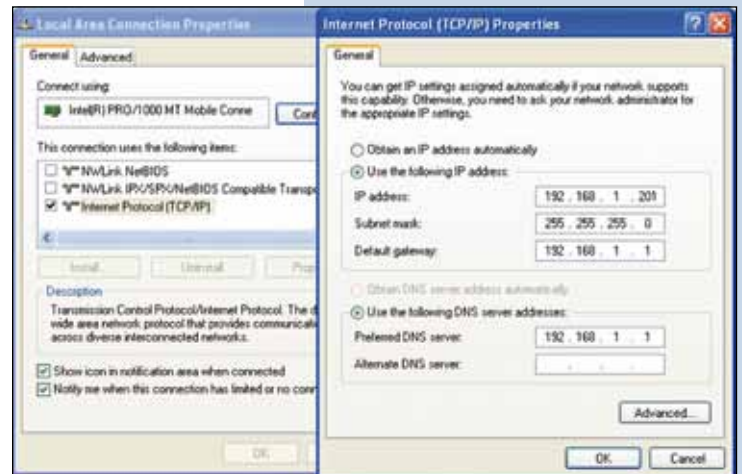 Local Area Connection Properties
General Advanced
Connect using:
Intel(R) PRO/1000 MT Mobile Conne
Conf
This connection uses the following items:
NWLink NetBIOS
NWLink IPX/SPX/NetBIOS Compatible Transpo
Internet Protocol (TCP/IP)
Install...
Uninstall
Prop
Description
Transmission Control Protocol/Internet Protocol. The d
wide area network protocol that provides communicat
across diverse interconnected networks.
Show icon in notification area when connected
Notify me when this connection has limited or no conn
OK
Internet Protocol (TCP/IP) Properties
General
You can get IP settings assigned automatically if your network supports
this capability. Otherwise, you need to ask your network administrator for
the appropriate IP settings.
Obtain an IP address automatically
Use the following IP address:
IP address: 192 . 168 . 1 . 201
Subnet mask: 255 . 255 . 255 . 0
Default gateway: 192 . 168 . 1 . 1
Obtain DNS server address automatically
Use the following DNS server addresses:
Preferred DNS server: 192 . 168 . 1 . 1
Alternate DNS server: . . .
Advanced...
OK Cancel